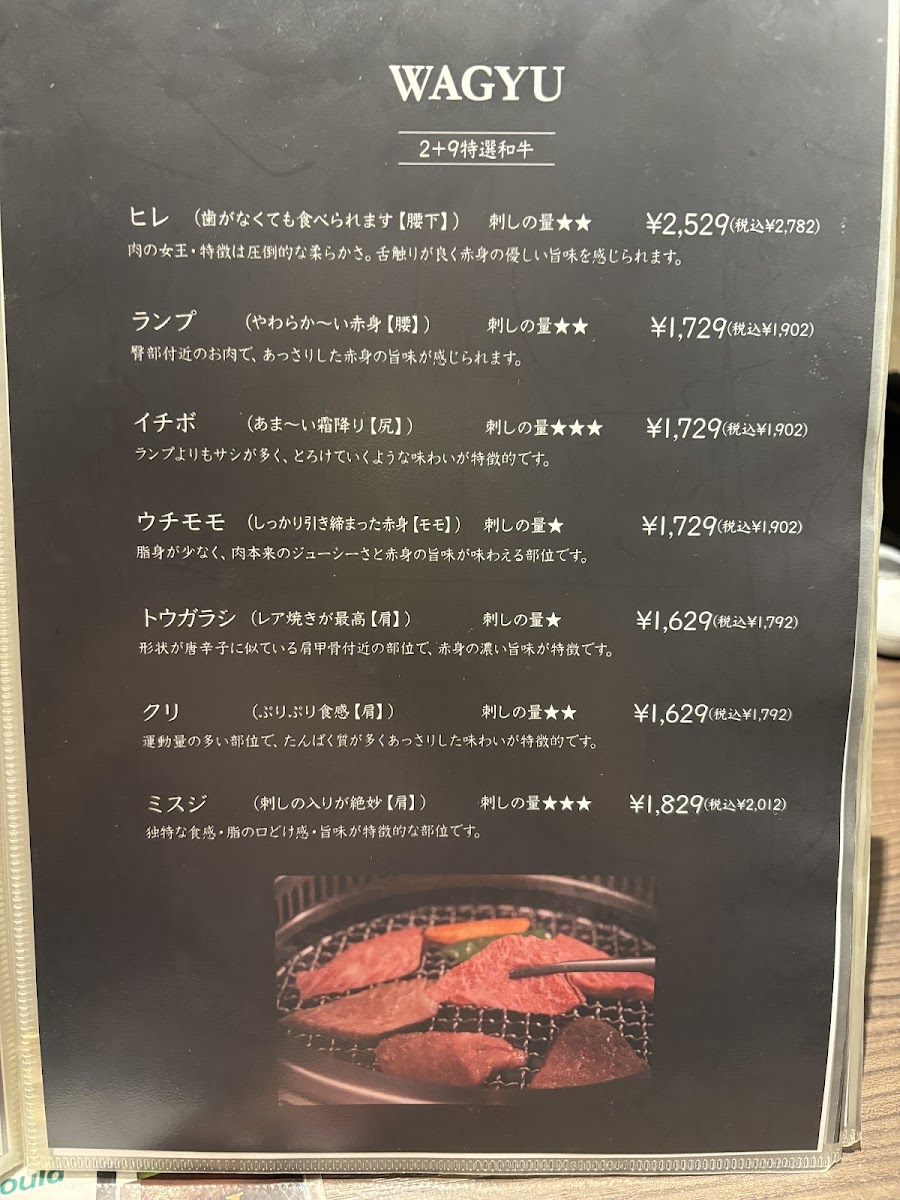 WAGYU
2+9特選和牛
ヒレ （歯がなくても食べられます【腰下】） 刺しの量★★ ¥2,529(税込¥2,782)
肉の女王・特徴は圧倒的な柔らかさ。舌触りが良く赤身の優しい旨味を感じられます。
ランプ （やわらか〜い赤身【腰】） 刺しの量★★ ¥1,729(税込¥1,902)
臀部付近のお肉で、あっさりした赤身の旨味が感じられます。
イチボ （あま〜い霜降り【尻】） 刺しの量★★★ ¥1,729(税込¥1,902)
ランプよりもサシが多く、とろけていくような味わいが特徴的です。
ウチモモ （しっかり引き締まった赤身【モモ】） 刺しの量★ ¥1,729(税込¥1,902)
脂身が少なく、肉本来のジューシーさと赤身の旨味が味わえる部位です。
トウガラシ （レア焼きが最高【肩】） 刺しの量★ ¥1,629(税込¥1,792)
形状が唐辛子に似ている肩甲骨付近の部位で、赤身の濃い旨味が特徴です。
クリ （ぷりぷり食感【肩】） 刺しの量★★ ¥1,629(税込¥1,792)
運動量の多い部位で、たんぱく質が多くあっさりした味わいが特徴的です。
ミスジ （刺しの入りが絶妙【肩】） 刺しの量★★★ ¥1,829(税込¥2,012)
独特な食感・脂の口どけ感・旨味が特徴的な部位です。